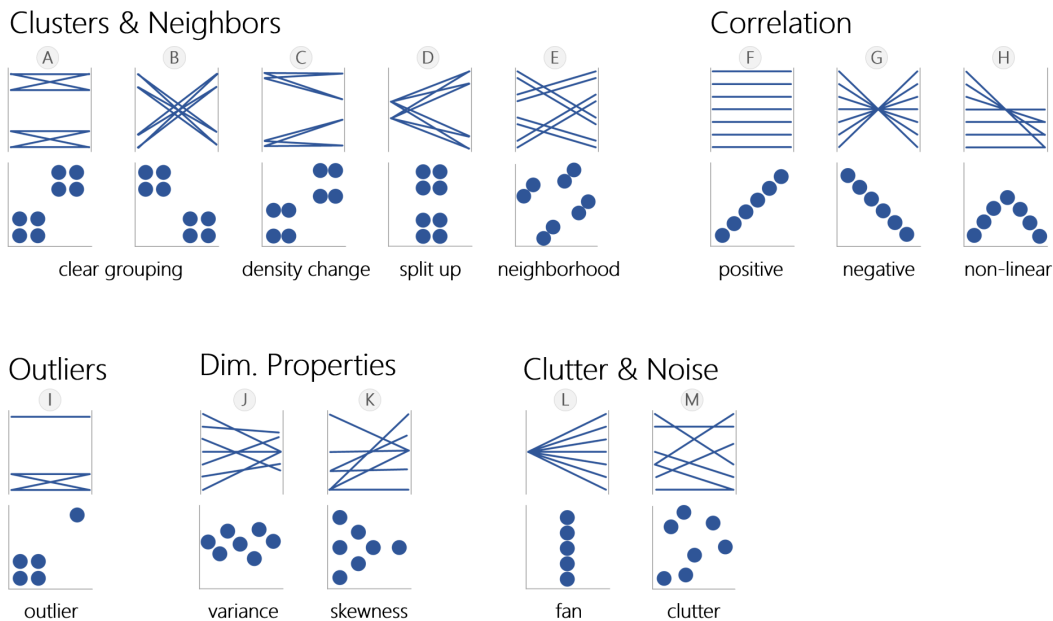 Clusters & Neighbors
Correlation
A B C D E F G H
clear grouping density change split up neighborhood positive negative non-linear
Outliers
Dim. Properties
Clutter & Noise
I J K L M
outlier variance skewness fan clutter